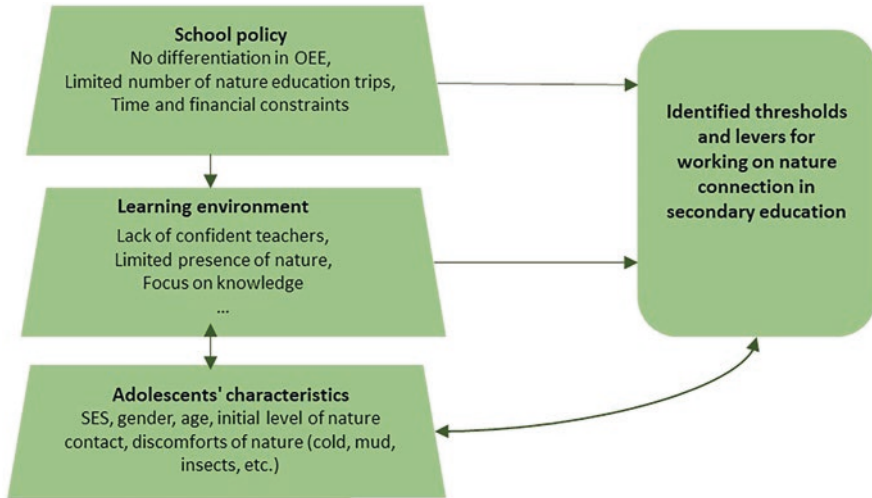 School policy
No differentiation in OEE,
Limited number of nature education trips,
Time and financial constraints
Learning environment
Lack of confident teachers,
Limited presence of nature,
Focus on knowledge
...
Adolescents' characteristics
SES, gender, age, initial level of nature
contact, discomforts of nature (cold, mud,
insects, etc.)
Identified thresholds
and levers for
working on nature
connection in
secondary education